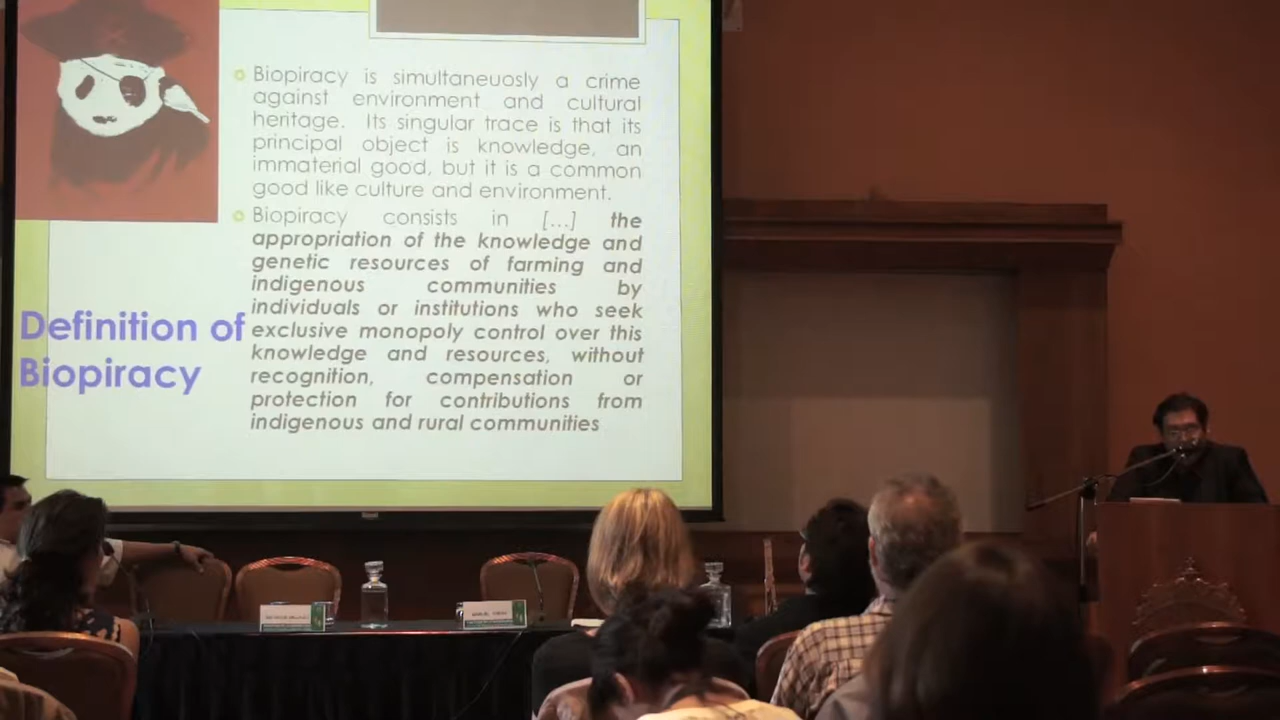 Biopiracy is simultaneuosly a crime
against environment and cultural
heritage. Its singular trace is that its
principal object is knowledge, an
immaterial good, but it is a common
good like culture and environment.
Biopiracy consists in [...] the
appropriation of the knowledge and
genetic resources of farming and
indigenous communities by
individuals or institutions who seek
exclusive monopoly control over this
knowledge and resources, without
recognition, compensation or
protection for contributions from
indigenous and rural communities
Definition of
Biopiracy